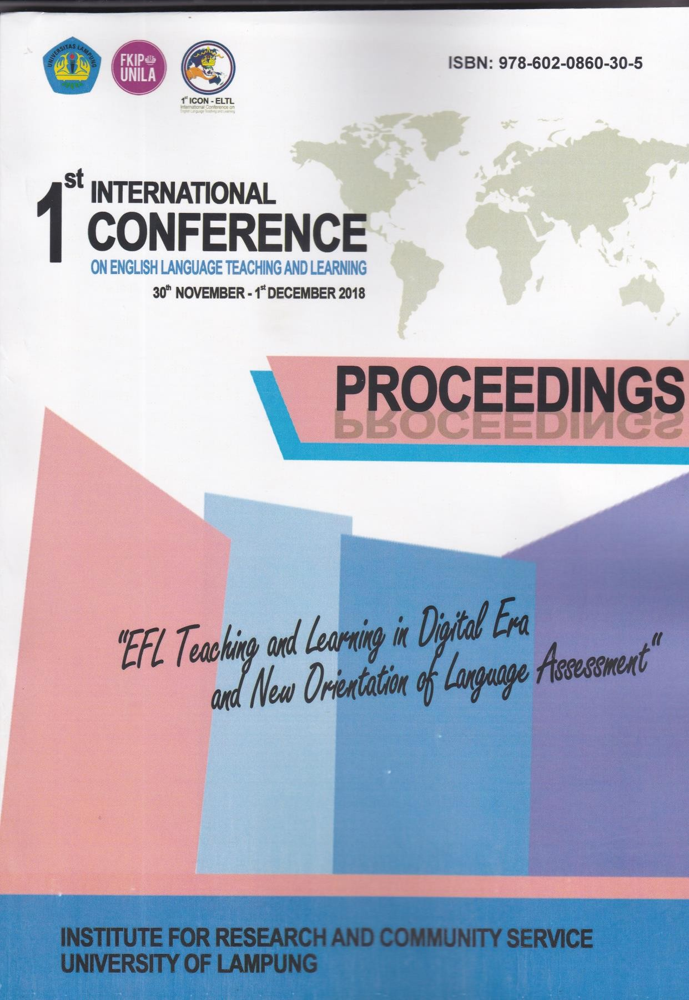 UNIVERSITAS LAMPUNG
FKIP
UNILA
1st ICON - ELTL
International Conference on
English Language Teaching and Learning
ISBN: 978-602-0860-30-5
1st INTERNATIONAL
CONFERENCE
ON ENGLISH LANGUAGE TEACHING AND LEARNING
30th NOVEMBER - 1st DECEMBER 2018
PROCEEDINGS
PROCEEDINGS
"EFL Teaching and Learning in Digital Era
and New Orientation of Language Assessment"
INSTITUTE FOR RESEARCH AND COMMUNITY SERVICE
UNIVERSITY OF LAMPUNG